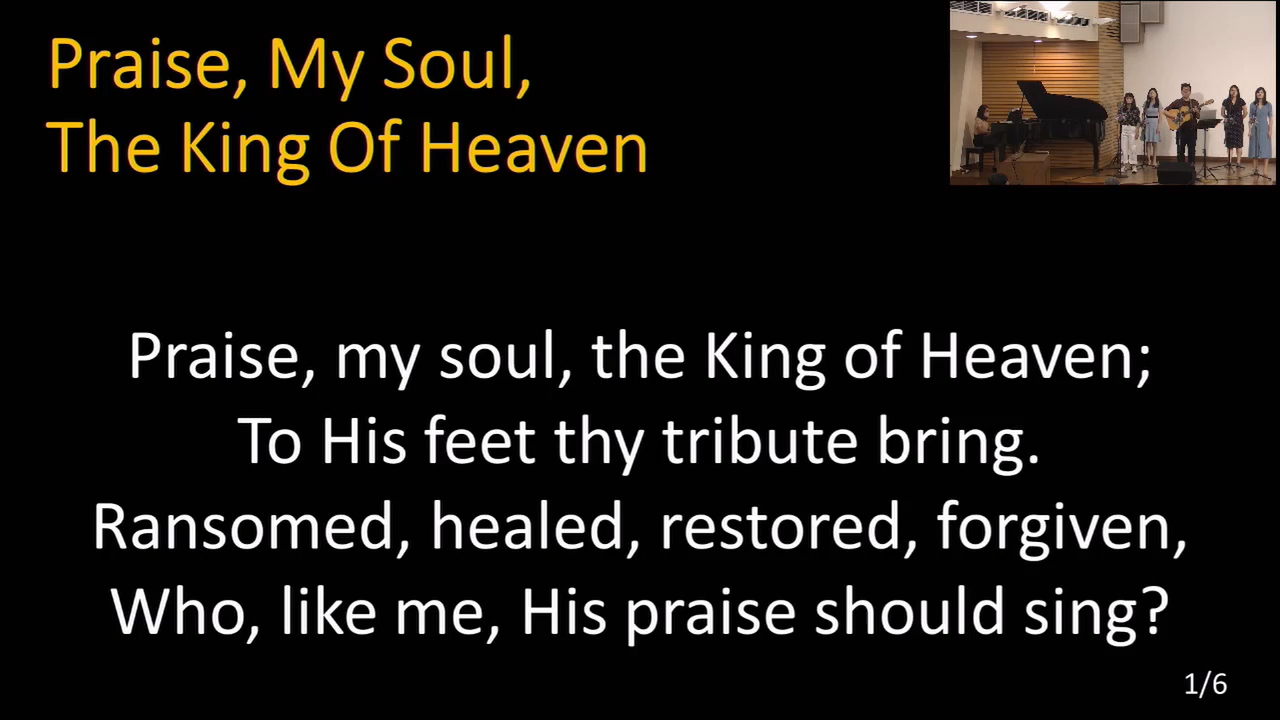 Praise, My Soul,
The King Of Heaven
Praise, my soul, the King of Heaven;
To His feet thy tribute bring.
Ransomed, healed, restored, forgiven,
Who, like me, His praise should sing?
1/6